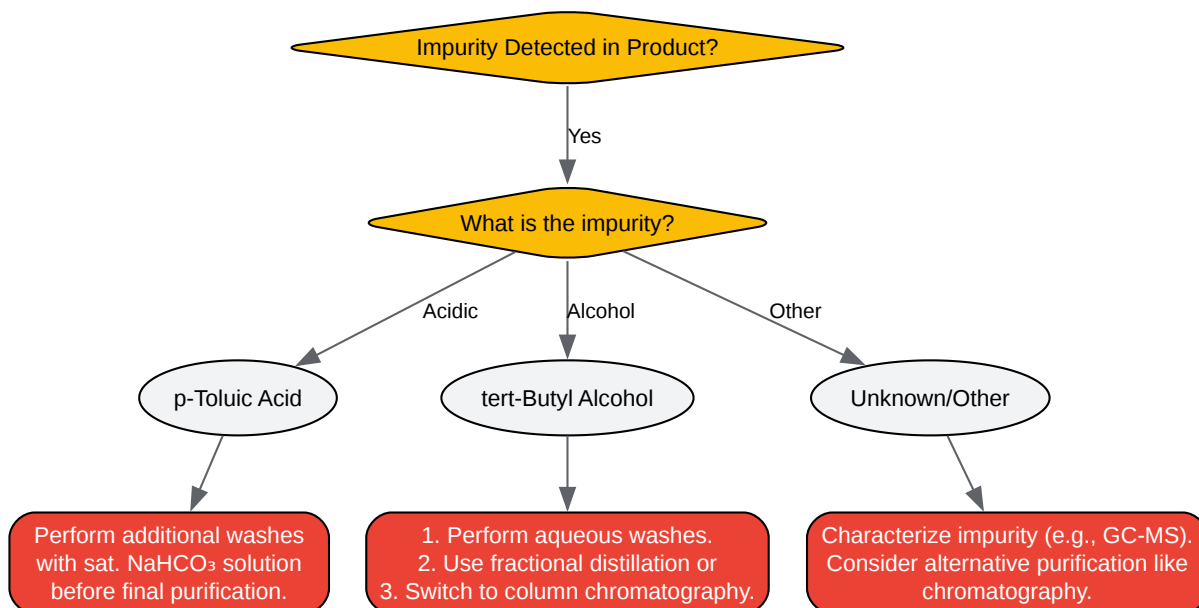 Impurity Detected in Product?
Yes
What is the impurity?
Acidic
Alcohol
Other
p-Toluic Acid
tert-Butyl Alcohol
Unknown/Other
Perform additional washes
with sat. NaHCO₃ solution
before final purification.
1. Perform aqueous washes.
2. Use fractional distillation or
3. Switch to column chromatography.
Characterize impurity (e.g., GC-MS).
Consider alternative purification like
chromatography.